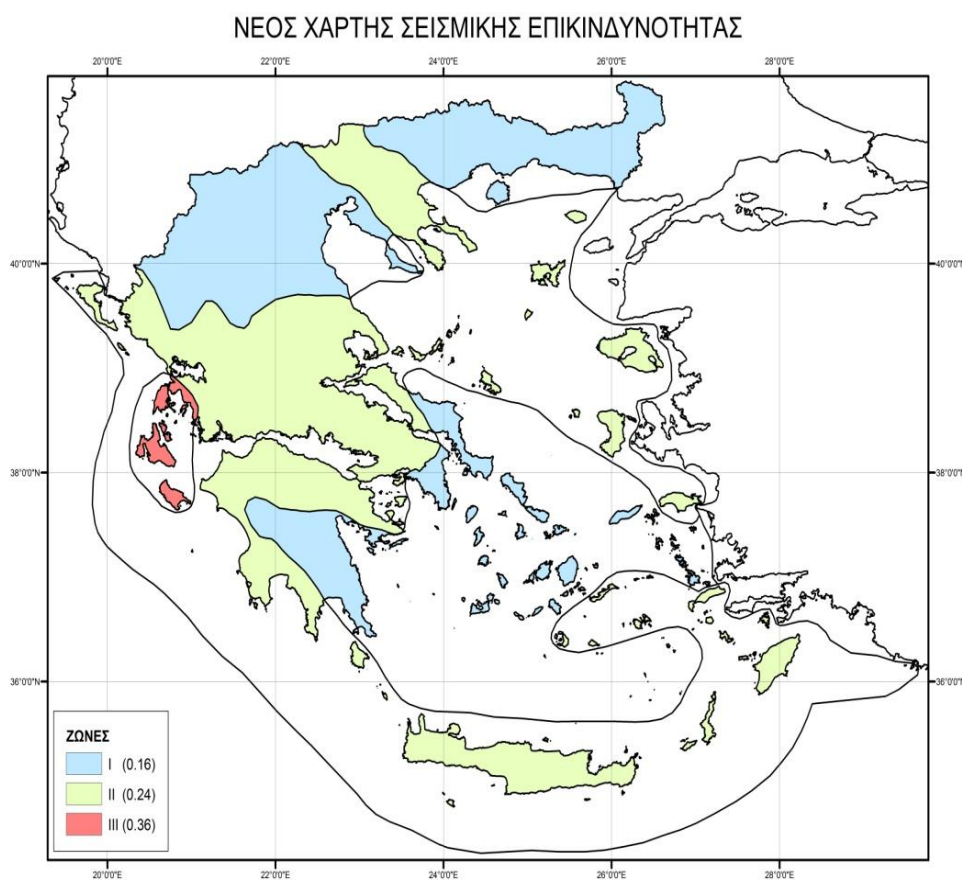 ΝΕΟΣ ΧΑΡΤΗΣ ΣΕΙΣΜΙΚΗΣ ΕΠΙΚΙΝΔΥΝΟΤΗΤΑΣ
20°0'0"E 22°0'0"E 24°0'0"E 26°0'0"E 28°0'0"E
40°0'0"N 40°0'0"N
38°0'0"N 38°0'0"N
36°0'0"N 36°0'0"N
ΖΩΝΕΣ
I (0.16)
II (0.24)
III (0.36)
20°0'0"E 22°0'0"E 24°0'0"E 26°0'0"E 28°0'0"E